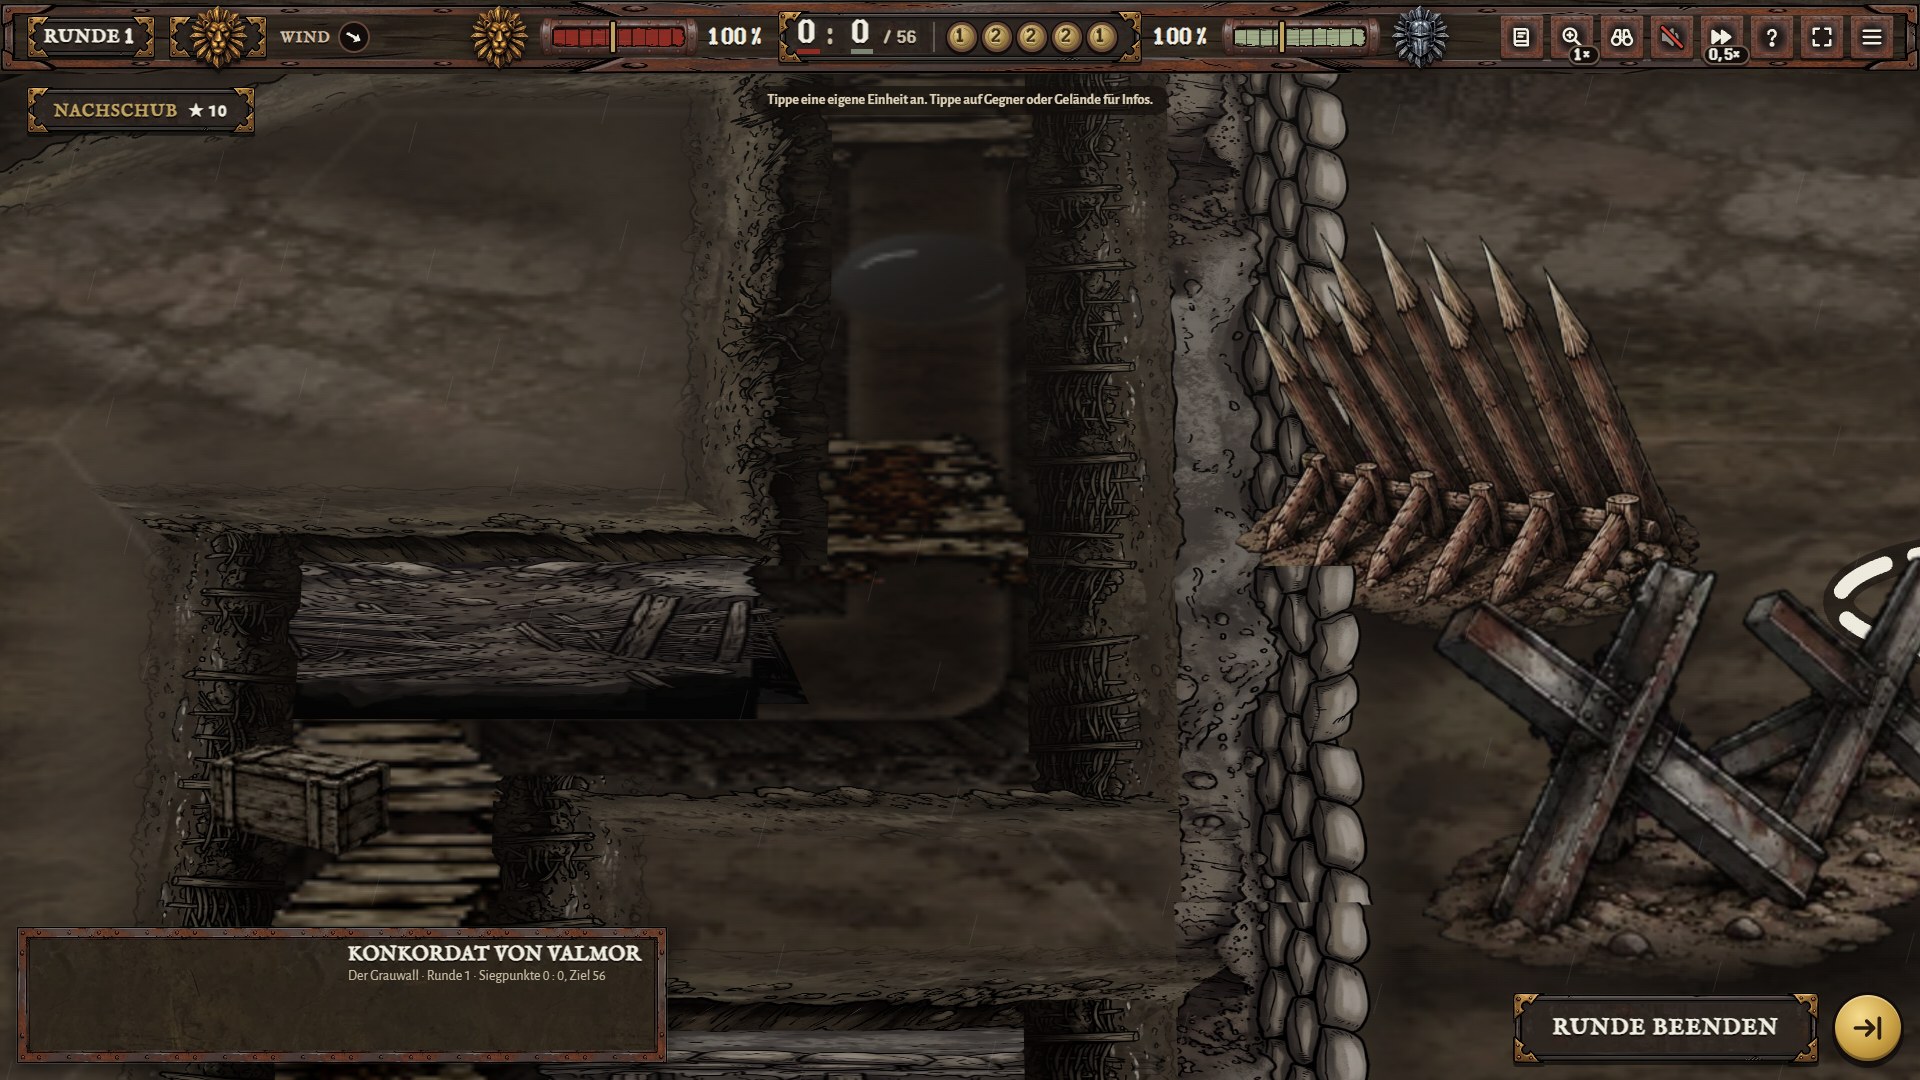 RUNDE 1
WIND
100 %
0 : 0 / 56
1 2 2 2 1
100 %
1×
0,5×
?
NACHSCHUB ★ 10
Tippe eine eigene Einheit an. Tippe auf Gegner oder Gelände für Infos.
KONKORDAT VON VALMOR
Der Grauwall · Runde 1 · Siegpunkte 0 : 0, Ziel 56
RUNDE BEENDEN